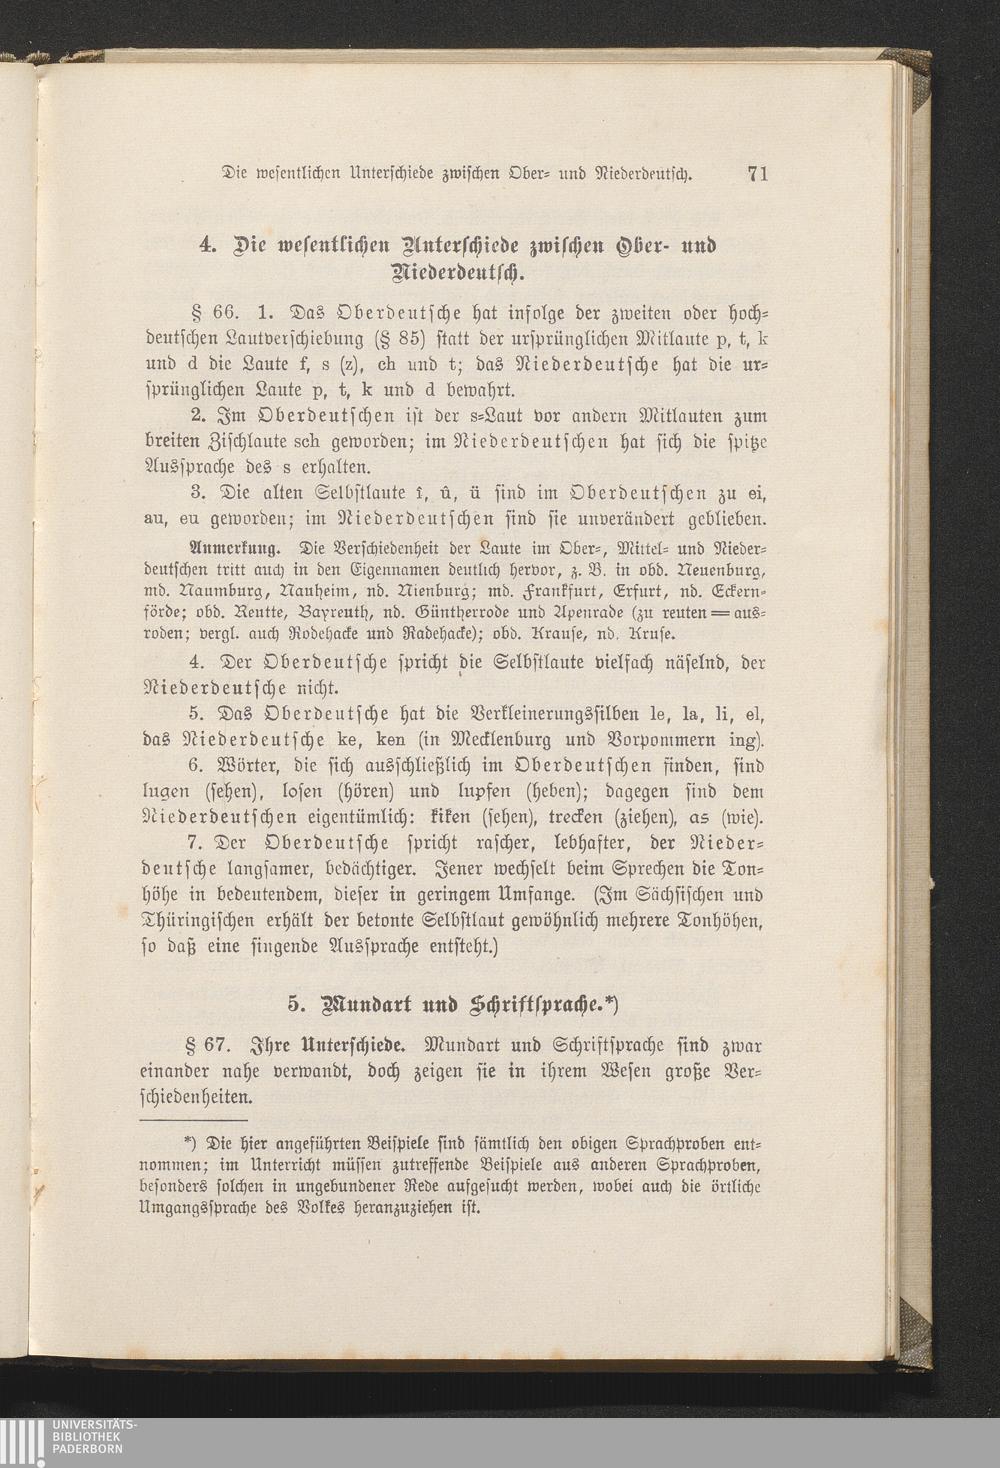 Die wesentlichen Unterschiede zwischen Ober- und Niederdeutsch. 71
4. Die wesentlichen Unterschiede zwischen Ober- und
Niederdeutsch.
§ 66. 1. Das Oberdeutsche hat infolge der zweiten oder hoch-
deutschen Lautverschiebung (§ 85) statt der ursprünglichen Mitlaute p, t, k
und d die Laute f, s (z), ch und t; das Niederdeutsche hat die ur-
sprünglichen Laute p, t, k und d bewahrt.
2. Im Oberdeutschen ist der s-Laut vor andern Mitlauten zum
breiten Zischlaute sch geworden; im Niederdeutschen hat sich die spitze
Aussprache des s erhalten.
3. Die alten Selbstlaute î, û, ü sind im Oberdeutschen zu ei,
au, eu geworden; im Niederdeutschen sind sie unverändert geblieben.
Anmerkung. Die Verschiedenheit der Laute im Ober-, Mittel- und Nieder-
deutschen tritt auch in den Eigennamen deutlich hervor, z. B. in obd. Neuenburg,
md. Naumburg, Nauheim, nd. Nienburg; md. Frankfurt, Erfurt, nd. Eckern-
förde; obd. Reutte, Bayreuth, nd. Güntherrode und Apenrade (zu reuten = aus-
roden; vergl. auch Rodehacke und Radehacke); obd. Krause, nd. Kruse.
4. Der Oberdeutsche spricht die Selbstlaute vielfach näselnd, der
Niederdeutsche nicht.
5. Das Oberdeutsche hat die Verkleinerungssilben le, la, li, el,
das Niederdeutsche ke, ken (in Mecklenburg und Vorpommern ing).
6. Wörter, die sich ausschließlich im Oberdeutschen finden, sind
lugen (sehen), losen (hören) und lupfen (heben); dagegen sind dem
Niederdeutschen eigentümlich: kiken (sehen), trecken (ziehen), as (wie).
7. Der Oberdeutsche spricht rascher, lebhafter, der Nieder-
deutsche langsamer, bedächtiger. Jener wechselt beim Sprechen die Ton-
höhe in bedeutendem, dieser in geringem Umfange. (Im Sächsischen und
Thüringischen erhält der betonte Selbstlaut gewöhnlich mehrere Tonhöhen,
so daß eine singende Aussprache entsteht.)
5. Mundart und Schriftsprache.*)
§ 67. Ihre Unterschiede. Mundart und Schriftsprache sind zwar
einander nahe verwandt, doch zeigen sie in ihrem Wesen große Ver-
schiedenheiten.
*) Die hier angeführten Beispiele sind sämtlich den obigen Sprachproben ent-
nommen; im Unterricht müssen zutreffende Beispiele aus anderen Sprachproben,
besonders solchen in ungebundener Rede aufgesucht werden, wobei auch die örtliche
Umgangssprache des Volkes heranzuziehen ist.
UNIVERSITÄTS-
BIBLIOTHEK
PADERBORN